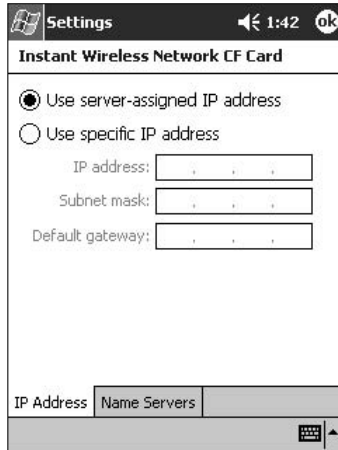 Settings 1:42 ok
Instant Wireless Network CF Card
Use server-assigned IP address
Use specific IP address
IP address: . . .
Subnet mask: . . .
Default gateway: . . .
IP Address Name Servers